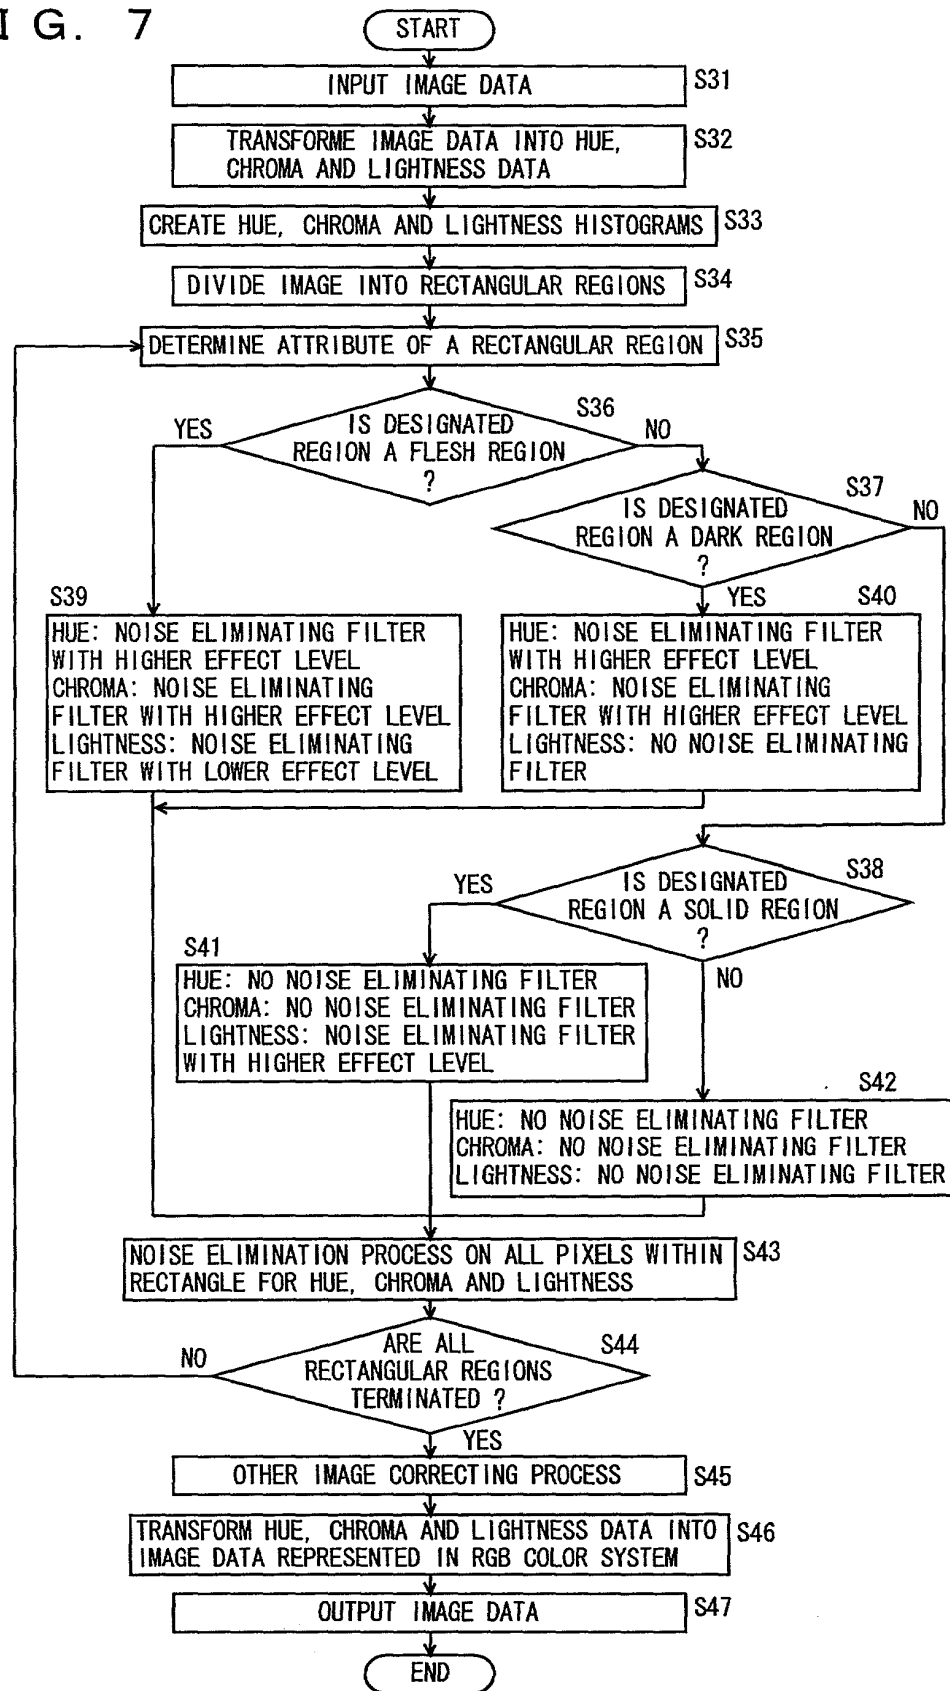 I G. 7
START
INPUT IMAGE DATA
S31
TRANSFORME IMAGE DATA INTO HUE,
CHROMA AND LIGHTNESS DATA
S32
CREATE HUE, CHROMA AND LIGHTNESS HISTOGRAMS
S33
DIVIDE IMAGE INTO RECTANGULAR REGIONS
S34
DETERMINE ATTRIBUTE OF A RECTANGULAR REGION
S35
S36
YES
IS DESIGNATED
REGION A FLESH REGION
?
NO
S37
IS DESIGNATED
REGION A DARK REGION
?
NO
YES
S39
HUE: NOISE ELIMINATING FILTER
WITH HIGHER EFFECT LEVEL
CHROMA: NOISE ELIMINATING
FILTER WITH HIGHER EFFECT LEVEL
LIGHTNESS: NOISE ELIMINATING
FILTER WITH LOWER EFFECT LEVEL
S40
HUE: NOISE ELIMINATING FILTER
WITH HIGHER EFFECT LEVEL
CHROMA: NOISE ELIMINATING
FILTER WITH HIGHER EFFECT LEVEL
LIGHTNESS: NO NOISE ELIMINATING
FILTER
S38
YES
IS DESIGNATED
REGION A SOLID REGION
?
NO
S41
HUE: NO NOISE ELIMINATING FILTER
CHROMA: NO NOISE ELIMINATING FILTER
LIGHTNESS: NOISE ELIMINATING FILTER
WITH HIGHER EFFECT LEVEL
S42
HUE: NO NOISE ELIMINATING FILTER
CHROMA: NO NOISE ELIMINATING FILTER
LIGHTNESS: NO NOISE ELIMINATING FILTER
NOISE ELIMINATION PROCESS ON ALL PIXELS WITHIN
RECTANGLE FOR HUE, CHROMA AND LIGHTNESS
S43
S44
NO
ARE ALL
RECTANGULAR REGIONS
TERMINATED ?
YES
OTHER IMAGE CORRECTING PROCESS
S45
TRANSFORM HUE, CHROMA AND LIGHTNESS DATA INTO
IMAGE DATA REPRESENTED IN RGB COLOR SYSTEM
S46
OUTPUT IMAGE DATA
S47
END